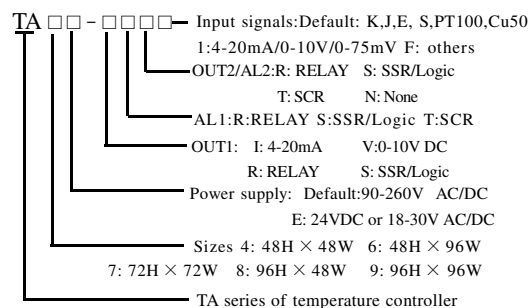 TA□□-□□□□ Input signals:Default: K,J,E, S,PT100,Cu50
1:4-20mA/0-10V/0-75mV F: others
OUT2/AL2:R: RELAY S: SSR/Logic
T: SCR N: None
AL1:R:RELAY S:SSR/Logic T:SCR
OUT1: I: 4-20mA V:0-10V DC
R: RELAY S: SSR/Logic
Power supply: Default:90-260V AC/DC
E: 24VDC or 18-30V AC/DC
Sizes 4: 48H × 48W 6: 48H × 96W
7: 72H × 72W 8: 96H × 48W 9: 96H × 96W
TA series of temperature controller